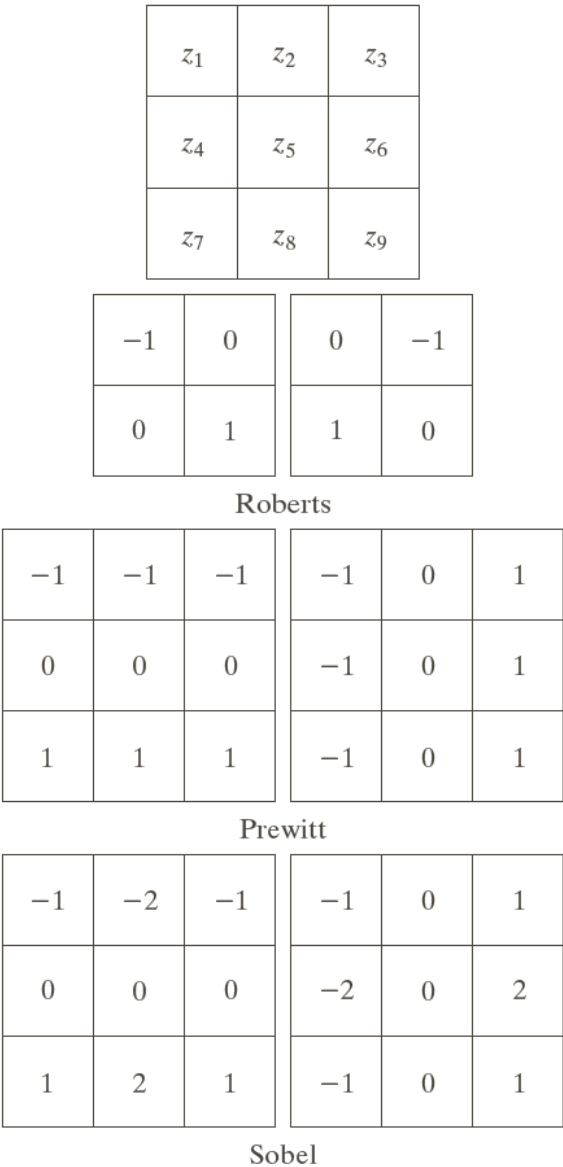 z₁ z₂ z₃
z₄ z₅ z₆
z₇ z₈ z₉
−1 0 0 −1
0 1 1 0
Roberts
−1 −1 −1 −1 0 1
0 0 0 −1 0 1
1 1 1 −1 0 1
Prewitt
−1 −2 −1 −1 0 1
0 0 0 −2 0 2
1 2 1 −1 0 1
Sobel